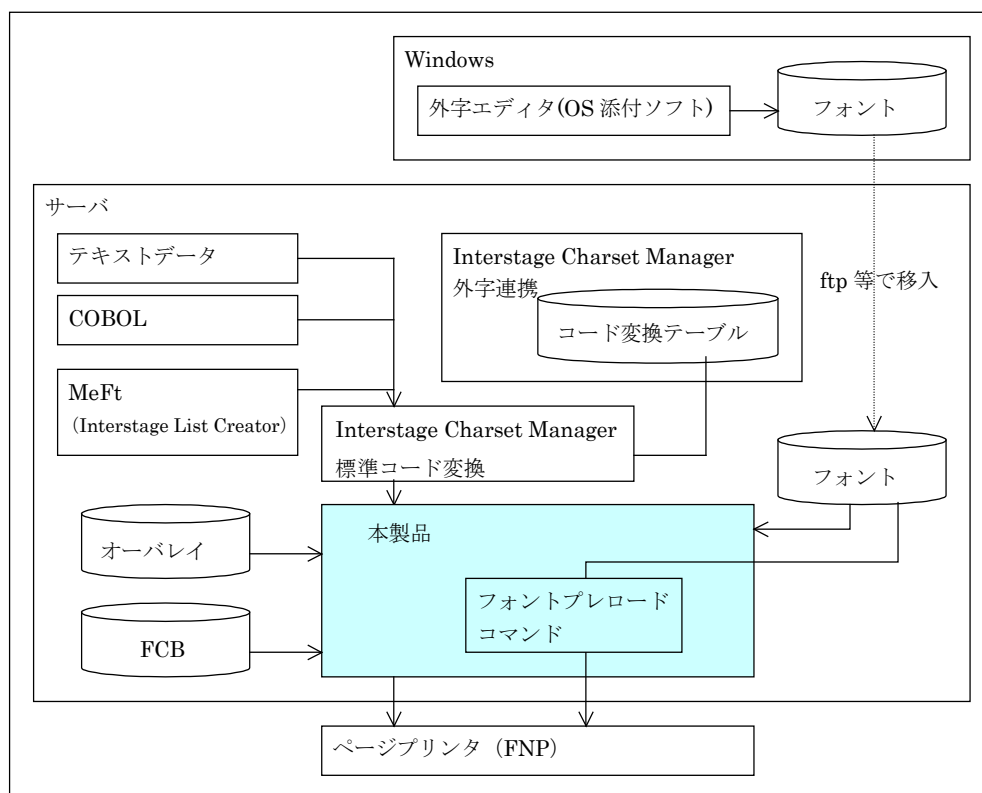 Windows
外字エディタ(OS 添付ソフト)
フォント
サーバ
テキストデータ
COBOL
MeFt
（Interstage List Creator）
Interstage Charset Manager
外字連携
コード変換テーブル
ftp 等で移入
Interstage Charset Manager
標準コード変換
フォント
オーバレイ
FCB
本製品
フォントプレロード
コマンド
ページプリンタ（FNP）